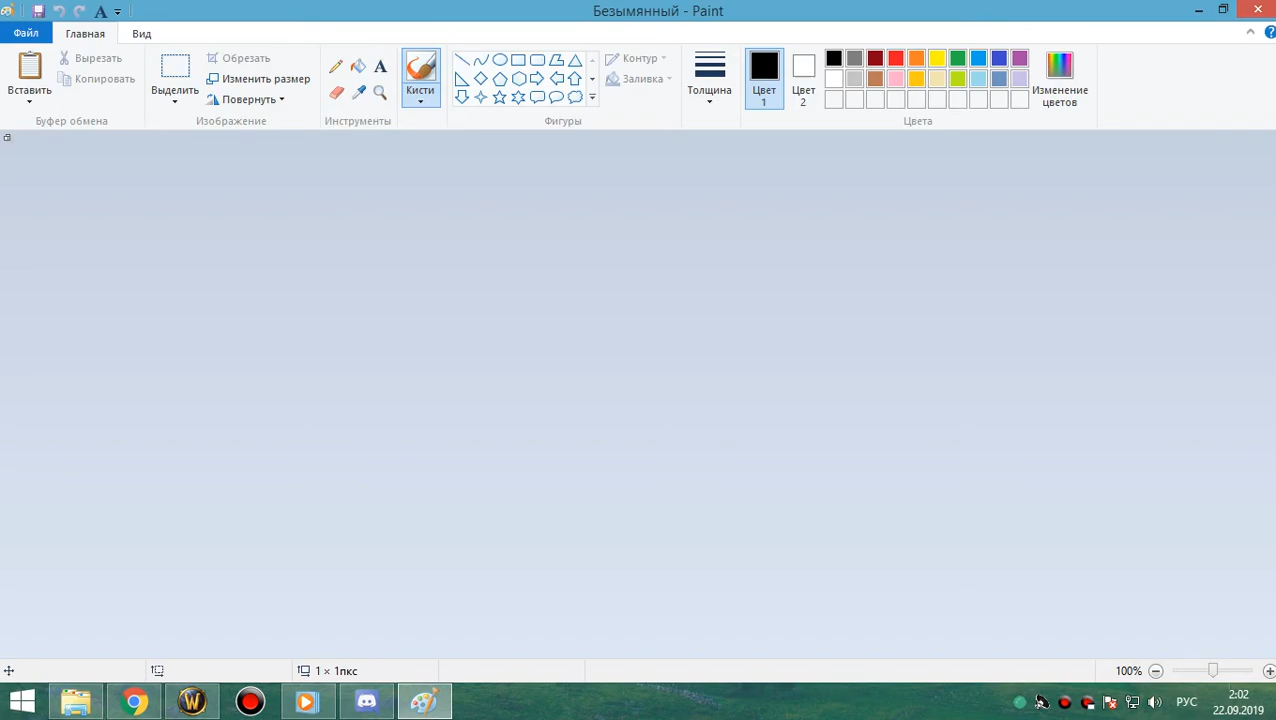 Безымянный - Paint
Файл
Главная
Вид
Вставить
Вырезать
Копировать
Буфер обмена
Выделить
Обрезать
Изменить размер
Повернуть
Изображение
A
Инструменты
Кисти
Контур
Заливка
Фигуры
Толщина
Цвет
1
Цвет
2
Изменение
цветов
Цвета
1 × 1пкс
100%
РУС
2:02
22.09.2019